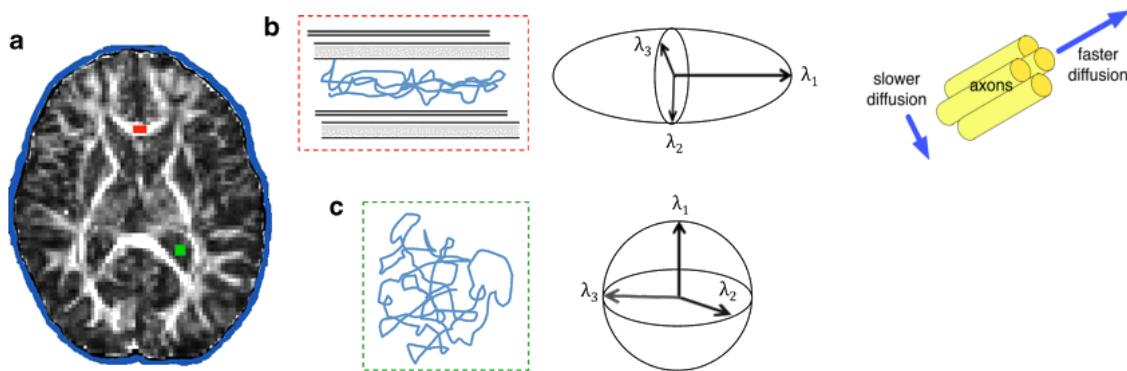 a
b
λ3
λ1
λ2
slower
diffusion
axons
faster
diffusion
c
λ1
λ3
λ2